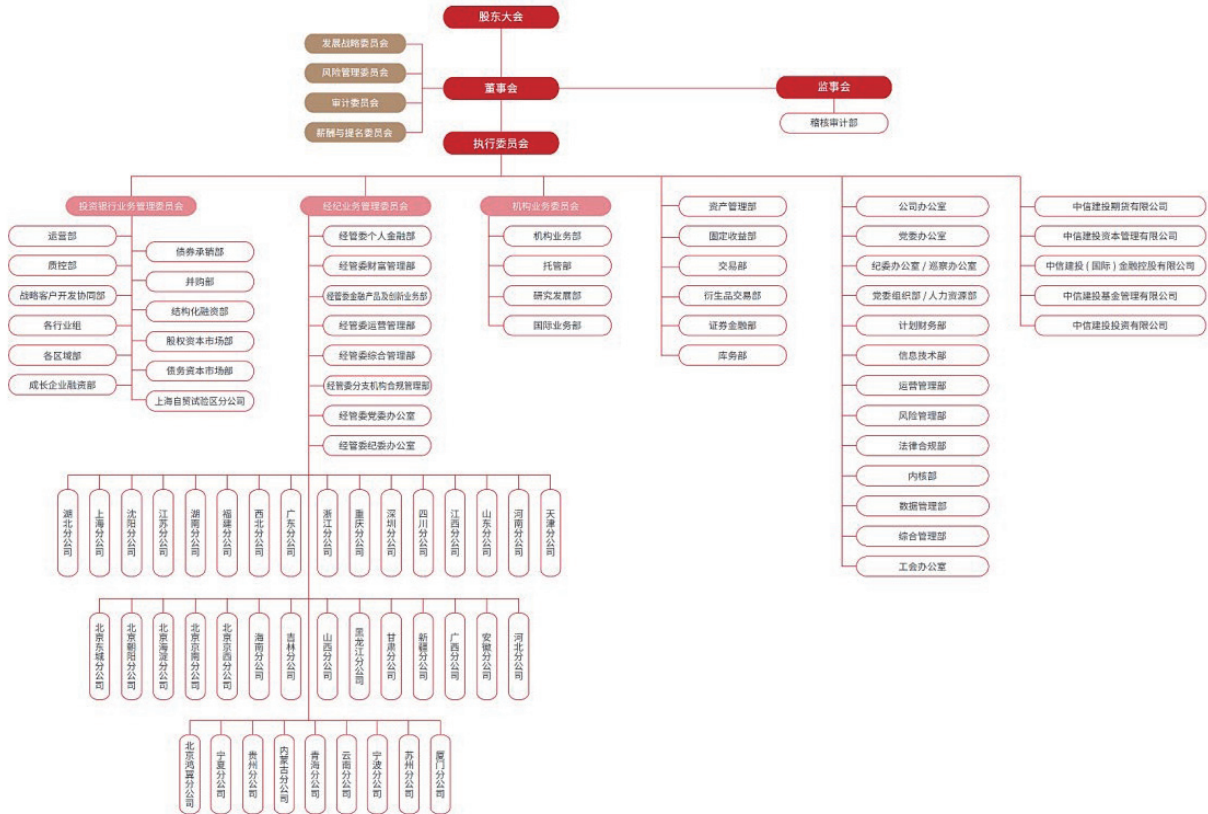 股东大会
发展战略委员会
风险管理委员会
审计委员会
薪酬与提名委员会
董事会
监事会
稽核审计部
执行委员会
投资银行业务管理委员会
运营部
质控部
战略客户开发协同部
各行业组
各区域部
成长企业融资部
债券承销部
并购部
结构化融资部
股权资本市场部
债务资本市场部
上海自贸试验区分公司
经纪业务管理委员会
经管委个人金融部
经管委财富管理部
经管委金融产品及创新业务部
经管委运营管理部
经管委综合管理部
经管委分支机构合规管理部
经管委党委办公室
经管委纪委办公室
机构业务委员会
机构业务部
托管部
研究发展部
国际业务部
资产管理部
固定收益部
交易部
衍生品交易部
证券金融部
库务部
公司办公室
党委办公室
纪委办公室 / 巡察办公室
党委组织部 / 人力资源部
计划财务部
信息技术部
运营管理部
风险管理部
法律合规部
内核部
数据管理部
综合管理部
工会办公室
中信建投期货有限公司
中信建投资本管理有限公司
中信建投 ( 国际 ) 金融控股有限公司
中信建投基金管理有限公司
中信建投投资有限公司
湖北分公司
上海分公司
沈阳分公司
江苏分公司
湖南分公司
福建分公司
西北分公司
广东分公司
浙江分公司
重庆分公司
深圳分公司
四川分公司
江西分公司
山东分公司
河南分公司
天津分公司
北京东城分公司
北京朝阳分公司
北京海淀分公司
北京京南分公司
北京京西分公司
海南分公司
吉林分公司
山西分公司
黑龙江分公司
甘肃分公司
新疆分公司
广西分公司
安徽分公司
河北分公司
北京鸿翼分公司
宁夏分公司
贵州分公司
内蒙古分公司
青海分公司
云南分公司
宁波分公司
苏州分公司
厦门分公司